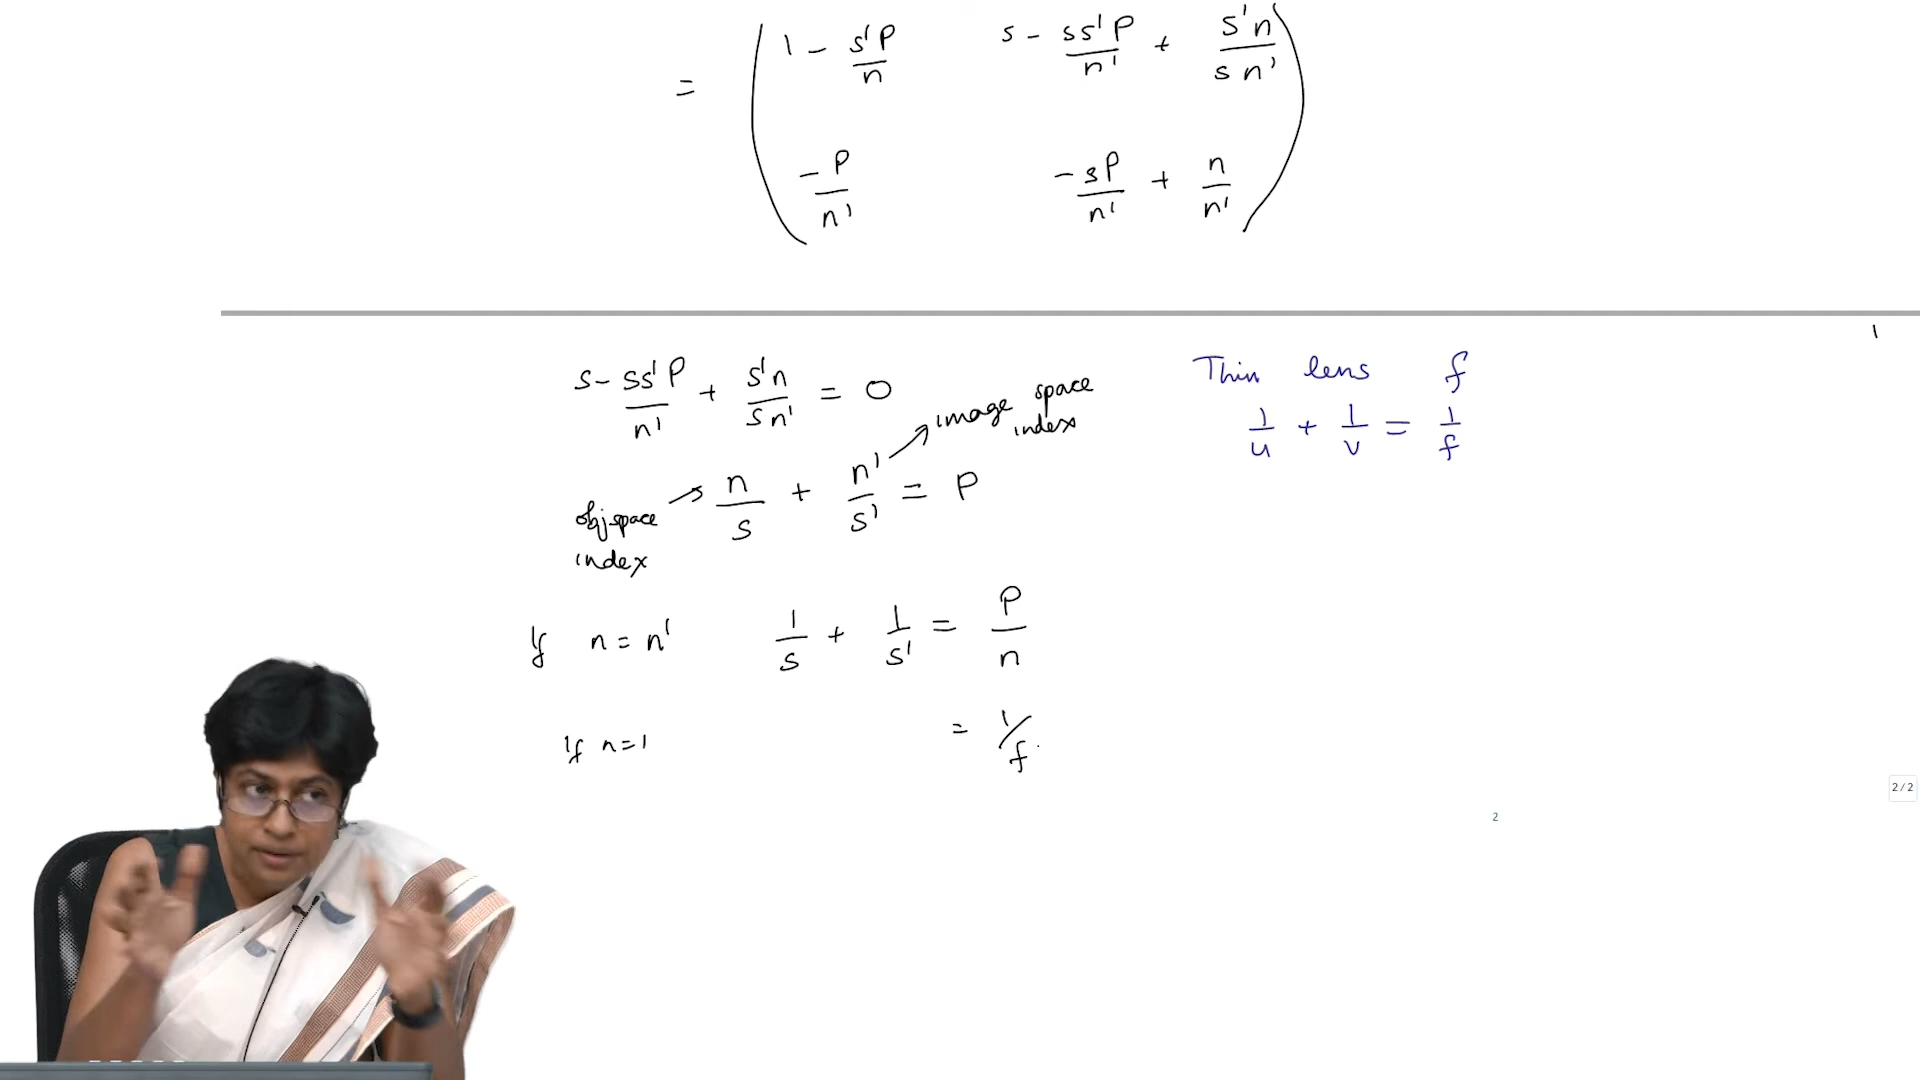 = ( 1 - s'P/n    s - ss'P/n' + s'n/sn'
-P/n'    -sP/n' + n/n' )
1
s - ss'P/n' + s'n/sn' = 0
image space index
n/s + n'/s' = P
obj space index
If n = n'    1/s + 1/s' = P/n
If n=1    = 1/f.
Thin lens f
1/u + 1/v = 1/f
2/2
2